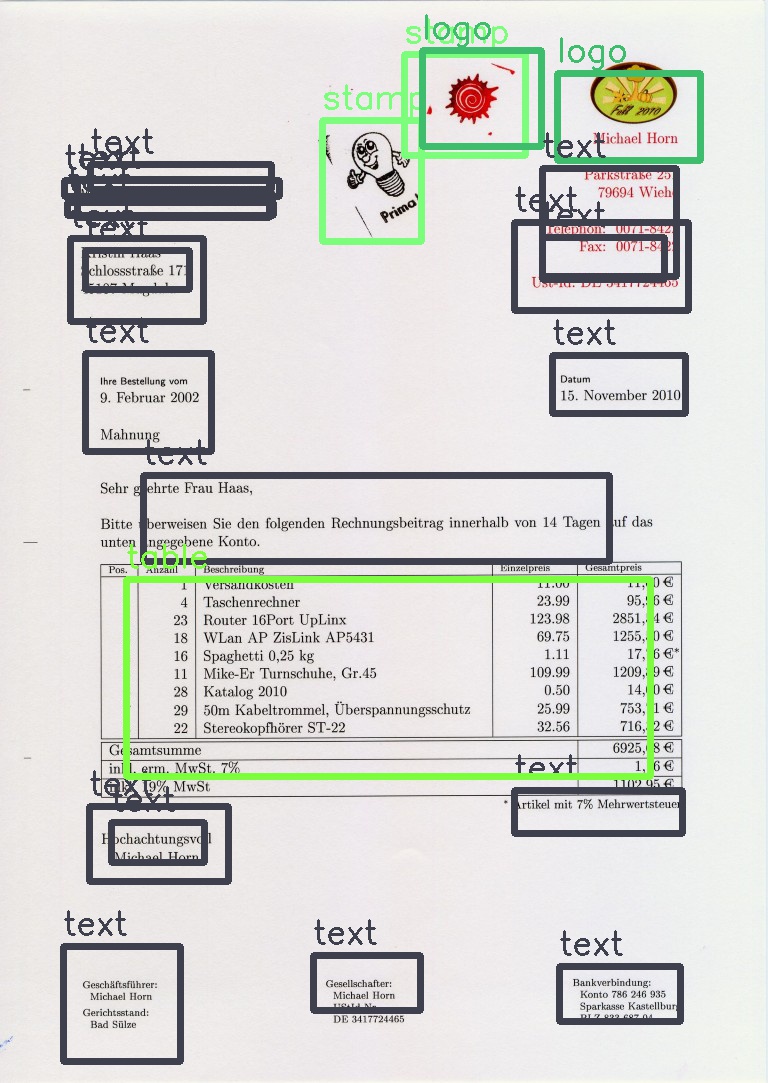 stamp
logo
logo
stamp
Fall 2010
Michael Horn
Prima
text
text
text
Parkstraße 25
79694 Wieh
text
text
Telephon: 0071-842
Fax: 0071-842
Ust-Id: DE 3417724465
text
text
Kristin Haas
Schlossstraße 171
text
text
Ihre Bestellung vom
9. Februar 2002
Mahnung
Datum
15. November 2010
text
Sehr geehrte Frau Haas,
Bitte überweisen Sie den folgenden Rechnungsbeitrag innerhalb von 14 Tagen auf das
unten angegebene Konto.
table
Pos. Anzahl Beschreibung Einzelpreis Gesamtpreis
1 Versandkosten 11.00 11,00 €
4 Taschenrechner 23.99 95,96 €
23 Router 16Port UpLinx 123.98 2851,54 €
18 WLan AP ZisLink AP5431 69.75 1255,50 €
16 Spaghetti 0,25 kg 1.11 17,76 €*
11 Mike-Er Turnschuhe, Gr.45 109.99 1209,89 €
28 Katalog 2010 0.50 14,00 €
29 50m Kabeltrommel, Überspannungsschutz 25.99 753,71 €
22 Stereokopfhörer ST-22 32.56 716,32 €
Gesamtsumme 6925,68 €
inkl. erm. MwSt. 7% 1,16 €
inkl. 19% MwSt 1102,95 €
text
* Artikel mit 7% Mehrwertsteuer
text
text
Hochachtungsvoll
Michael Horn
text
text
text
Geschäftsführer:
Michael Horn
Gerichtsstand:
Bad Sülze
Gesellschafter:
Michael Horn
UStId-Nr
DE 3417724465
Bankverbindung:
Konto 786 246 935
Sparkasse Kastellburg
BLZ 833 687 04